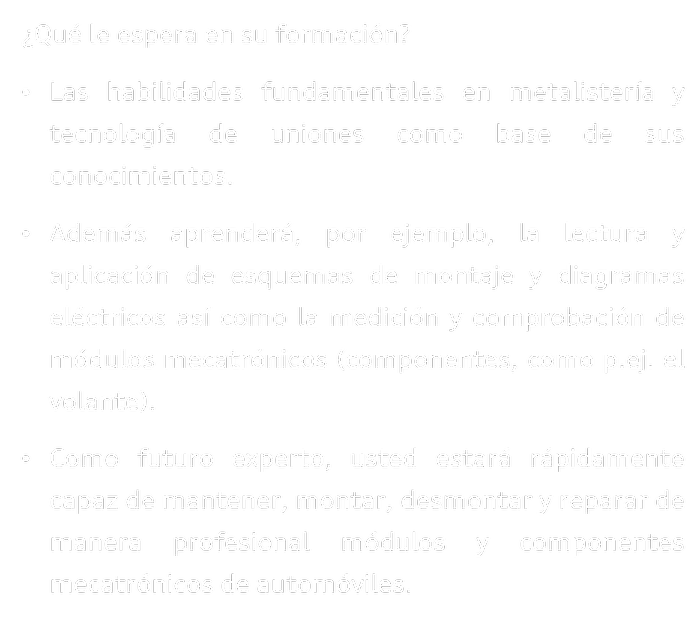 ¿Qué le espera en su formación?
• Las habilidades fundamentales en metalistería y
tecnología de uniones como base de sus
conocimientos.
• Además aprenderá, por ejemplo, la lectura y
aplicación de esquemas de montaje y diagramas
eléctricos así como la medición y comprobación de
módulos mecatrónicos (componentes, como p.ej. el
volante).
• Como futuro experto, usted estará rápidamente
capaz de mantener, montar, desmontar y reparar de
manera profesional módulos y componentes
mecatrónicos de automóviles.